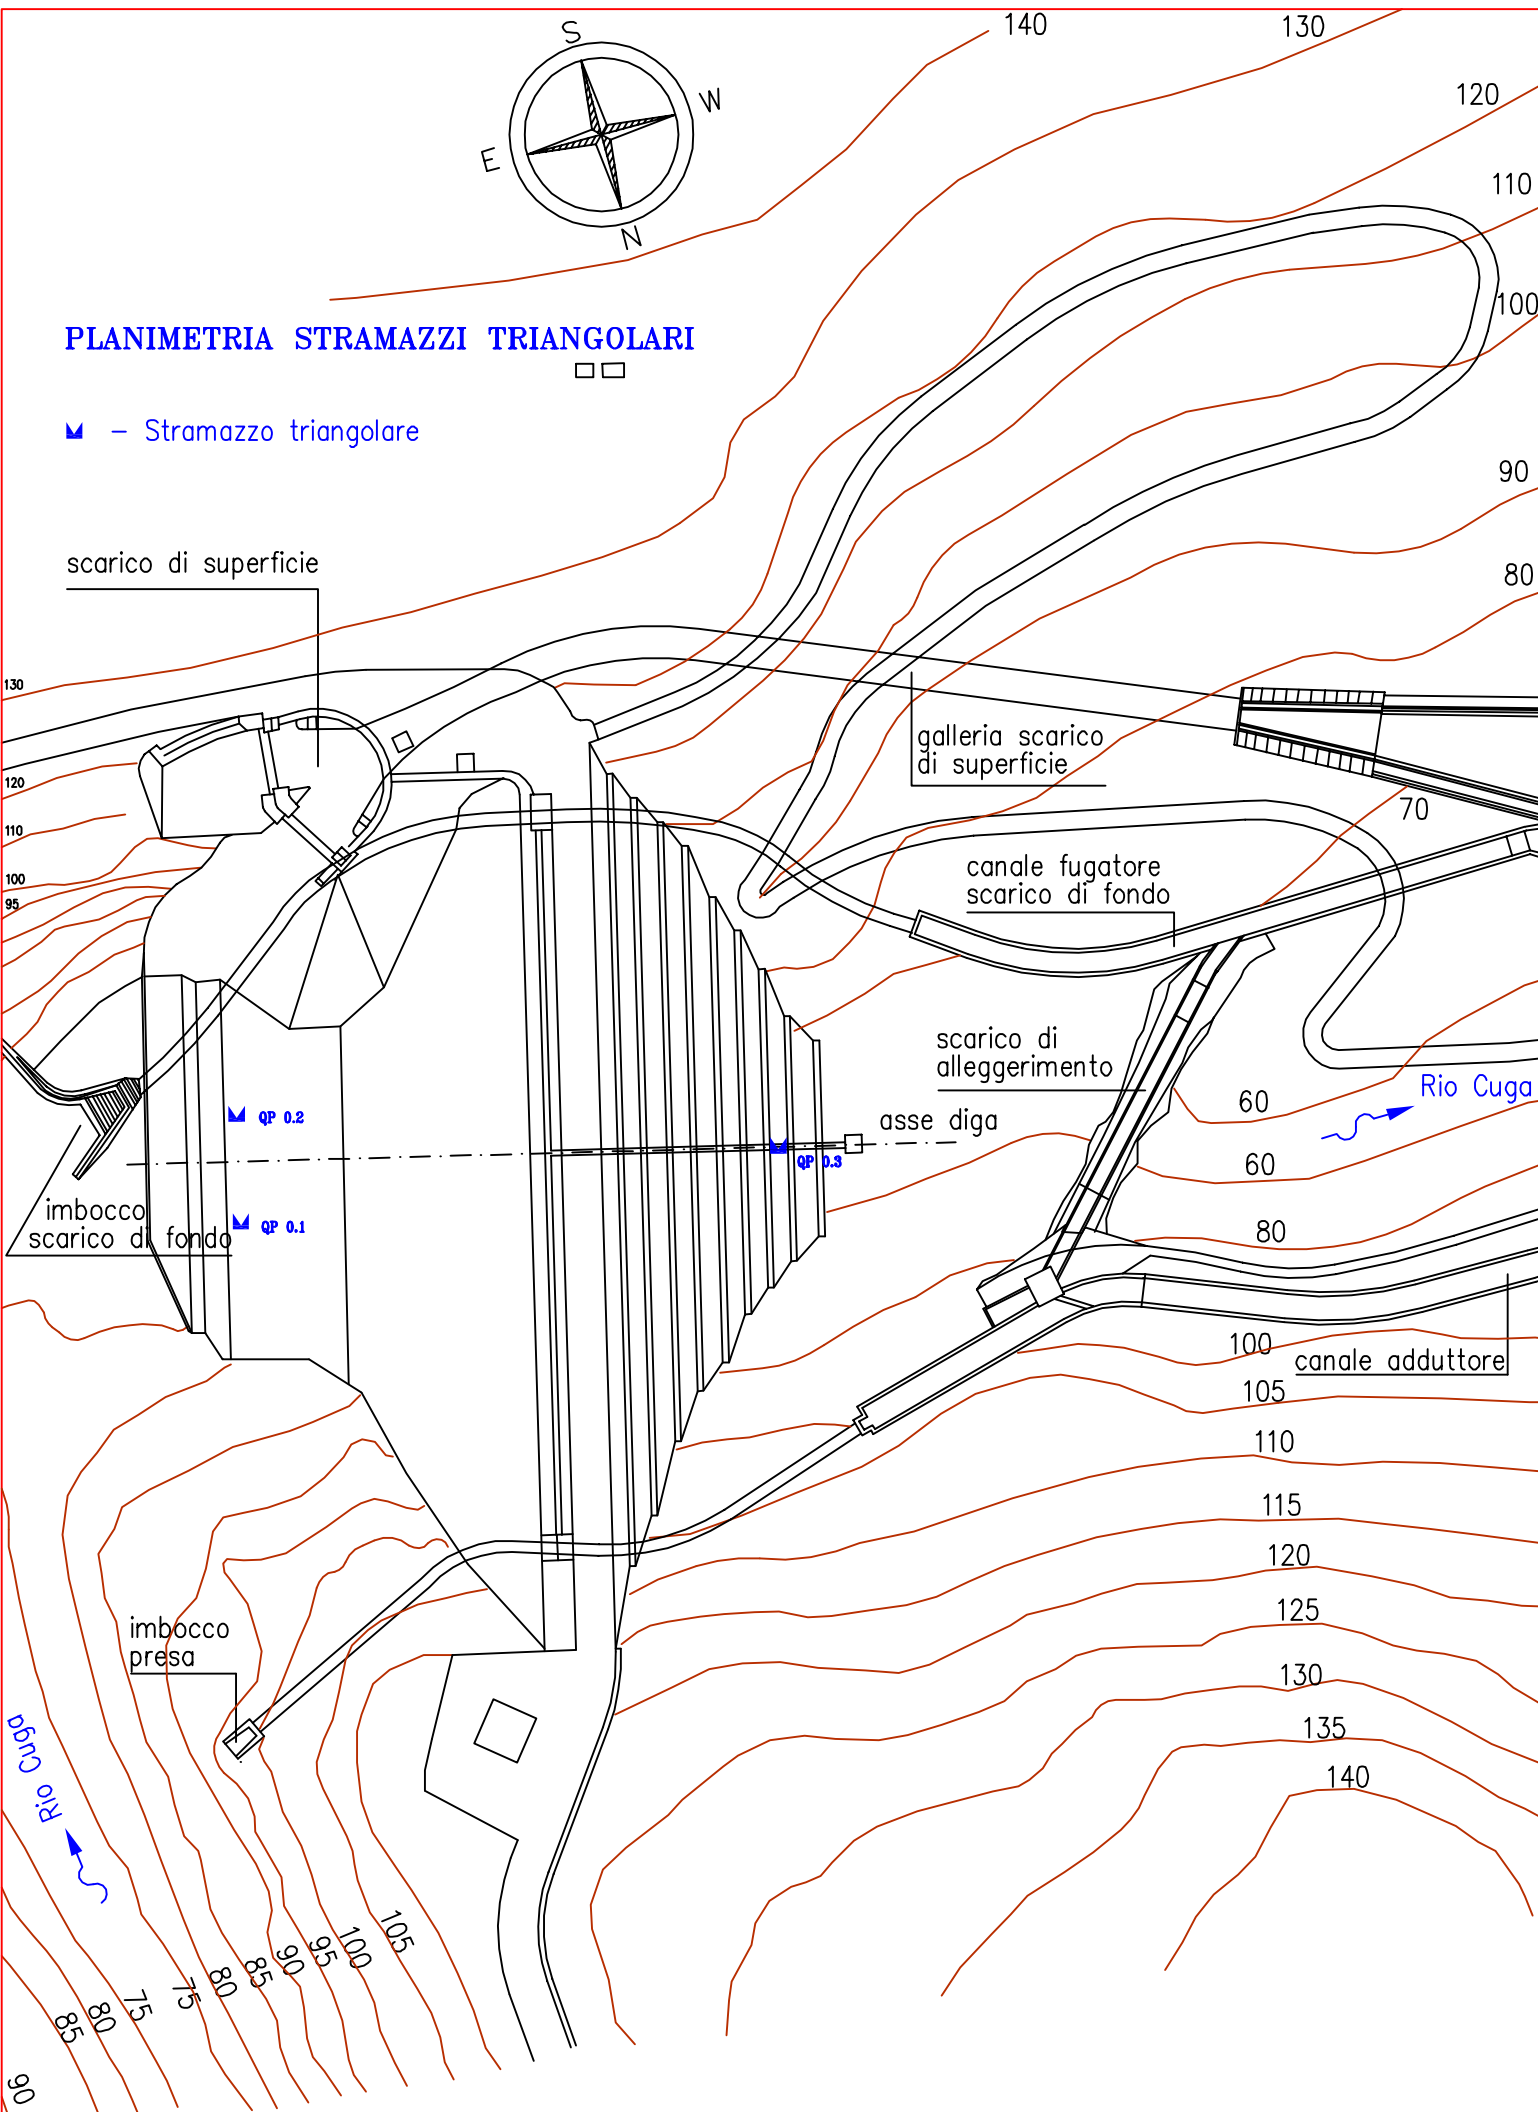 S
W
E
N
140
130
120
110
100
90
80
PLANIMETRIA STRAMAZZI TRIANGOLARI
– Stramazzo triangolare
scarico di superficie
130
120
110
100
95
galleria scarico
di superficie
70
canale fugatore
scarico di fondo
scarico di
alleggerimento
asse diga
60
Rio Cuga
60
80
QP 0.2
QP 0.3
QP 0.1
imbocco
scarico di fondo
100
canale adduttore
105
110
115
120
125
130
135
140
imbocco
presa
Rio Cuga
105
100
95
90
85
80
75
75
80
85
90